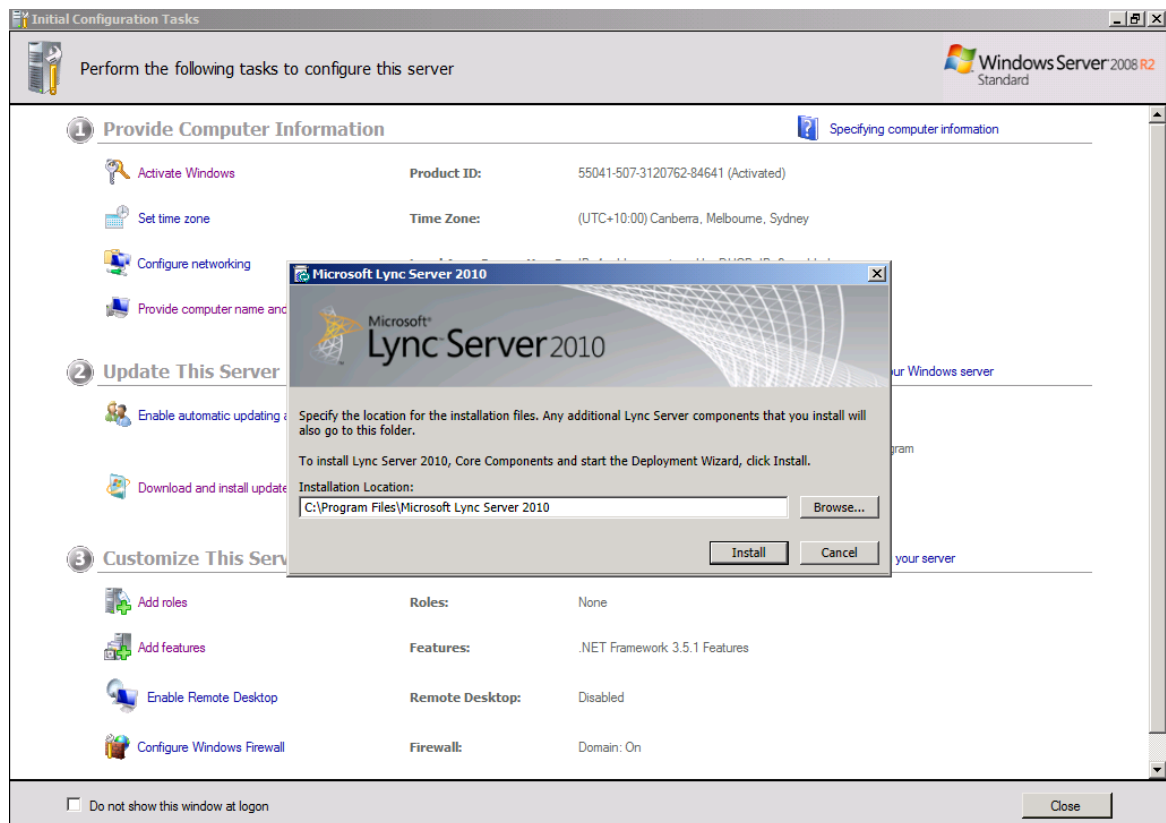 Initial Configuration Tasks
Perform the following tasks to configure this server
Windows Server 2008 R2
Standard
1 Provide Computer Information
Specifying computer information
Activate Windows Product ID: 55041-507-3120762-84641 (Activated)
Set time zone Time Zone: (UTC+10:00) Canberra, Melbourne, Sydney
Configure networking
Provide computer name and
Microsoft Lync Server 2010
Microsoft
Lync Server 2010
Specify the location for the installation files. Any additional Lync Server components that you install will
also go to this folder.
To install Lync Server 2010, Core Components and start the Deployment Wizard, click Install.
Installation Location:
C:\Program Files\Microsoft Lync Server 2010 Browse...
Install Cancel
2 Update This Server
ur Windows server
Enable automatic updating a
gram
Download and install update
3 Customize This Serv
your server
Add roles Roles: None
Add features Features: .NET Framework 3.5.1 Features
Enable Remote Desktop Remote Desktop: Disabled
Configure Windows Firewall Firewall: Domain: On
Do not show this window at logon Close